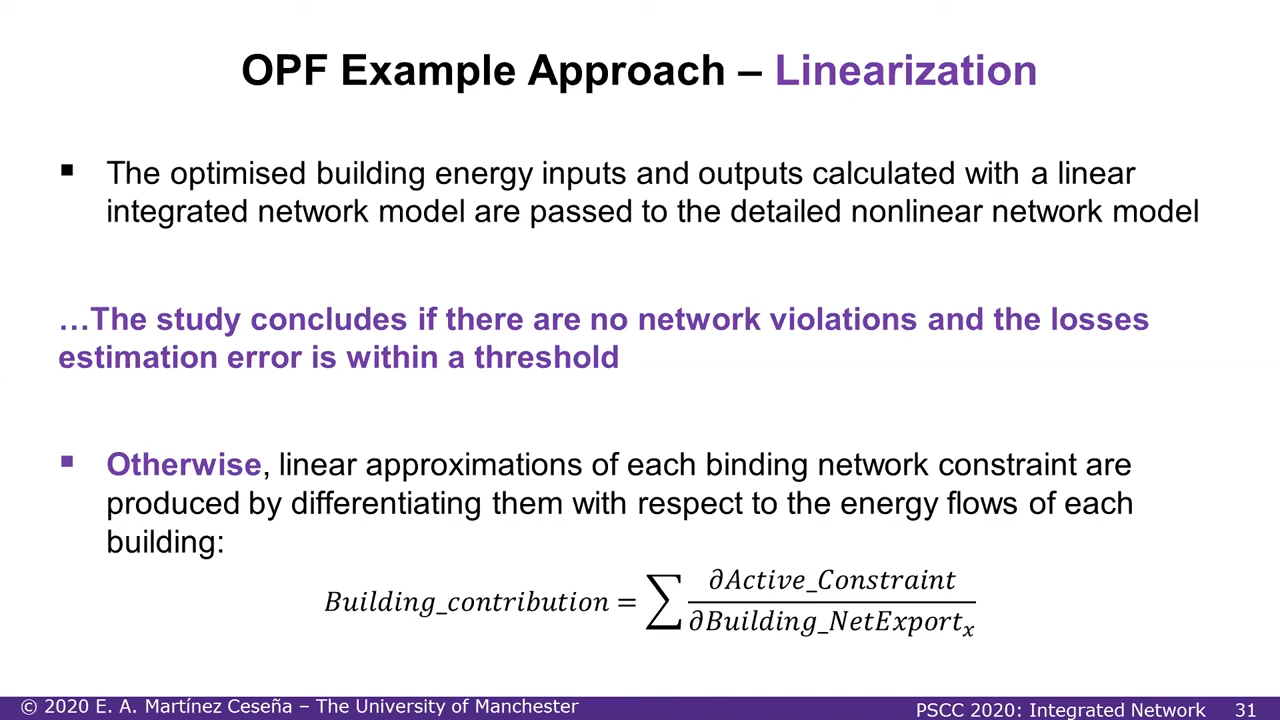 OPF Example Approach – Linearization
▪ The optimised building energy inputs and outputs calculated with a linear
integrated network model are passed to the detailed nonlinear network model
…The study concludes if there are no network violations and the losses
estimation error is within a threshold
▪ Otherwise, linear approximations of each binding network constraint are
produced by differentiating them with respect to the energy flows of each
building:
Building_contribution = ∑ ∂Active_Constraint / ∂Building_NetExportₓ
© 2020 E. A. Martínez Ceseña – The University of Manchester
PSCC 2020: Integrated Network 31